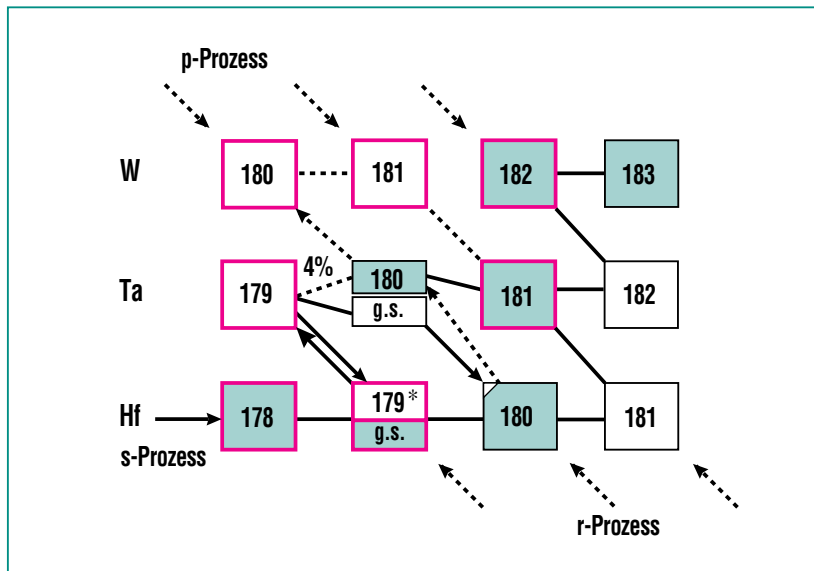 p-Prozess
W 180 181 182 183
4%
Ta 179 180 181 182
g.s.
Hf 178 179* 180 181
g.s.
s-Prozess
r-Prozess